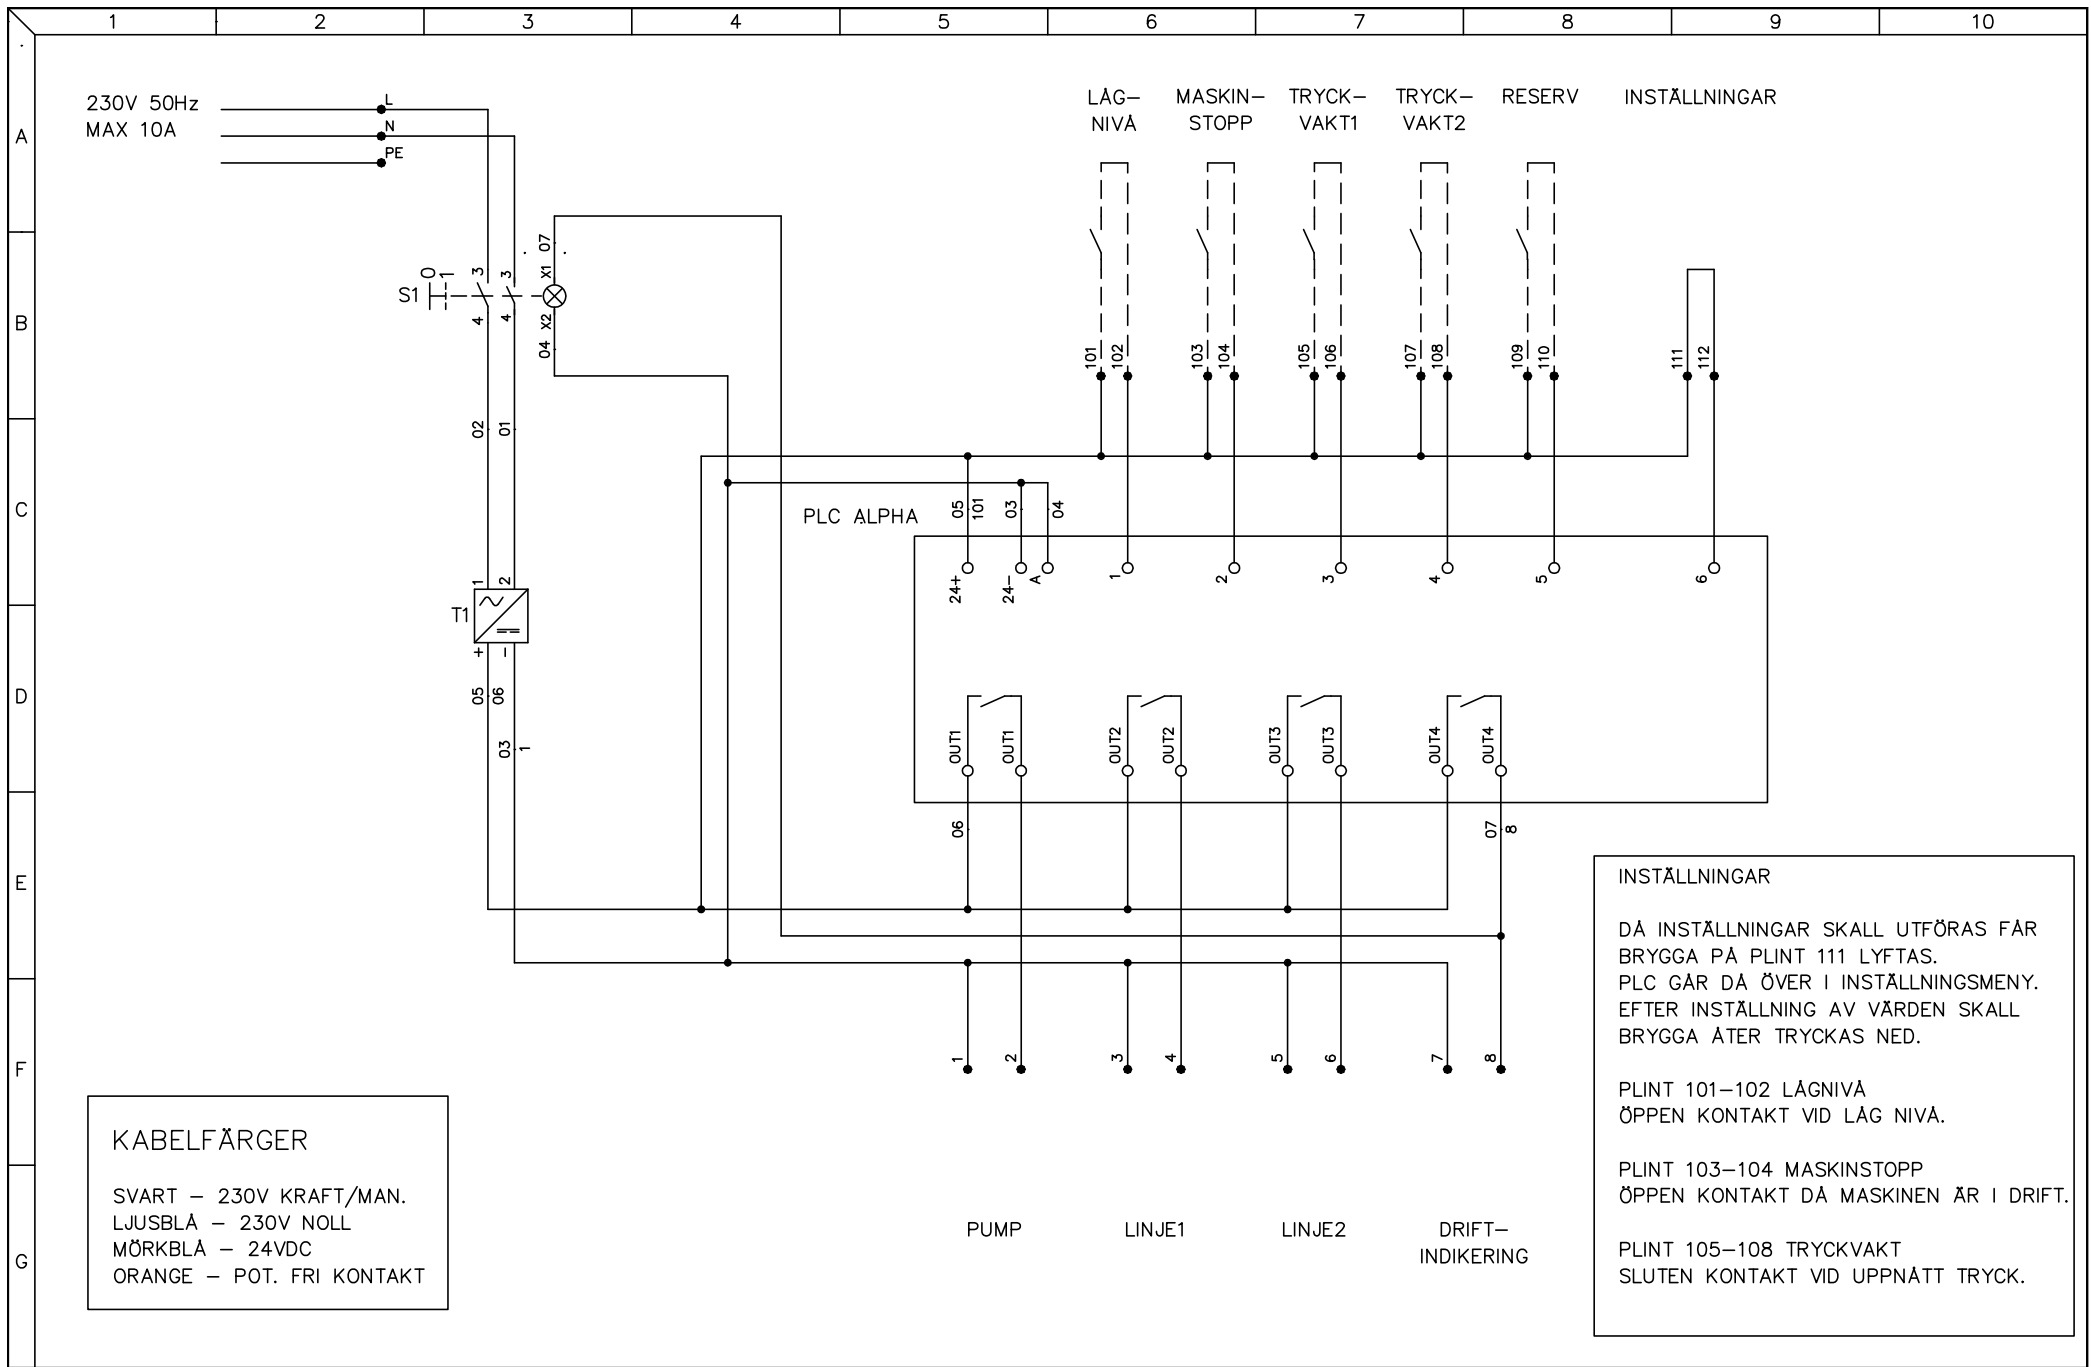 1 2 3 4 5 6 7 8 9 10
A
B
C
D
E
F
G
230V 50Hz
MAX 10A
L
N
PE
LÅG-
NIVÅ
MASKIN-
STOPP
TRYCK-
VAKT1
TRYCK-
VAKT2
RESERV
INSTÄLLNINGAR
S1
0
1
3
3
4
4
X1
07
X2
04
101
102
103
104
105
106
107
108
109
110
111
112
02
01
PLC ALPHA
05
101
03
04
24+
24-
A
1
2
3
4
5
6
T1
1
2
+
-
05
06
03
1
OUT1
OUT1
OUT2
OUT2
OUT3
OUT3
OUT4
OUT4
06
07
8
1
2
3
4
5
6
7
8
PUMP
LINJE1
LINJE2
DRIFT-
INDIKERING
KABELFÄRGER
SVART - 230V KRAFT/MAN.
LJUSBLÅ - 230V NOLL
MÖRKBLÅ - 24VDC
ORANGE - POT. FRI KONTAKT
INSTÄLLNINGAR
DÅ INSTÄLLNINGAR SKALL UTFÖRAS FÅR
BRYGGA PÅ PLINT 111 LYFTAS.
PLC GÅR DÅ ÖVER I INSTÄLLNINGSMENY.
EFTER INSTÄLLNING AV VÄRDEN SKALL
BRYGGA ÅTER TRYCKAS NED.
PLINT 101-102 LÅGNIVÅ
ÖPPEN KONTAKT VID LÅG NIVÅ.
PLINT 103-104 MASKINSTOPP
ÖPPEN KONTAKT DÅ MASKINEN ÄR I DRIFT.
PLINT 105-108 TRYCKVAKT
SLUTEN KONTAKT VID UPPNÅTT TRYCK.